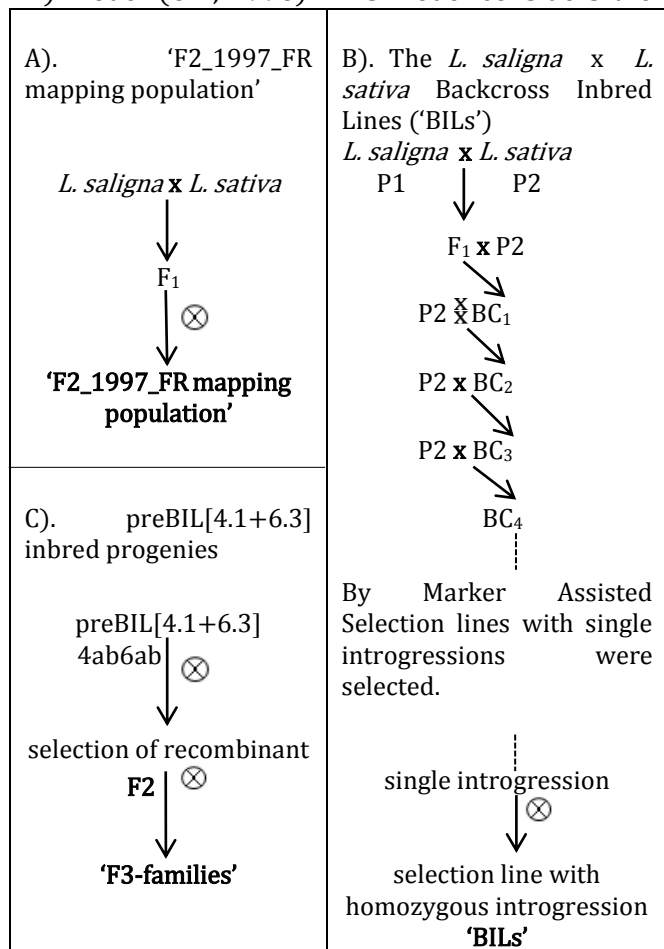 A). 'F2_1997_FR
mapping population'
L. saligna x L. sativa
F1
⊗
'F2_1997_FR mapping
population'
C). preBIL[4.1+6.3]
inbred progenies
preBIL[4.1+6.3]
4ab6ab
⊗
selection of recombinant
F2 ⊗
'F3-families'
B). The L. saligna x L.
sativa Backcross Inbred
Lines ('BILs')
L. saligna x L. sativa
P1 P2
F1 x P2
P2 x x BC1
P2 x BC2
P2 x BC3
BC4
By Marker Assisted
Selection lines with single
introgressions were
selected.
single introgression
⊗
selection line with
homozygous introgression
'BILs'